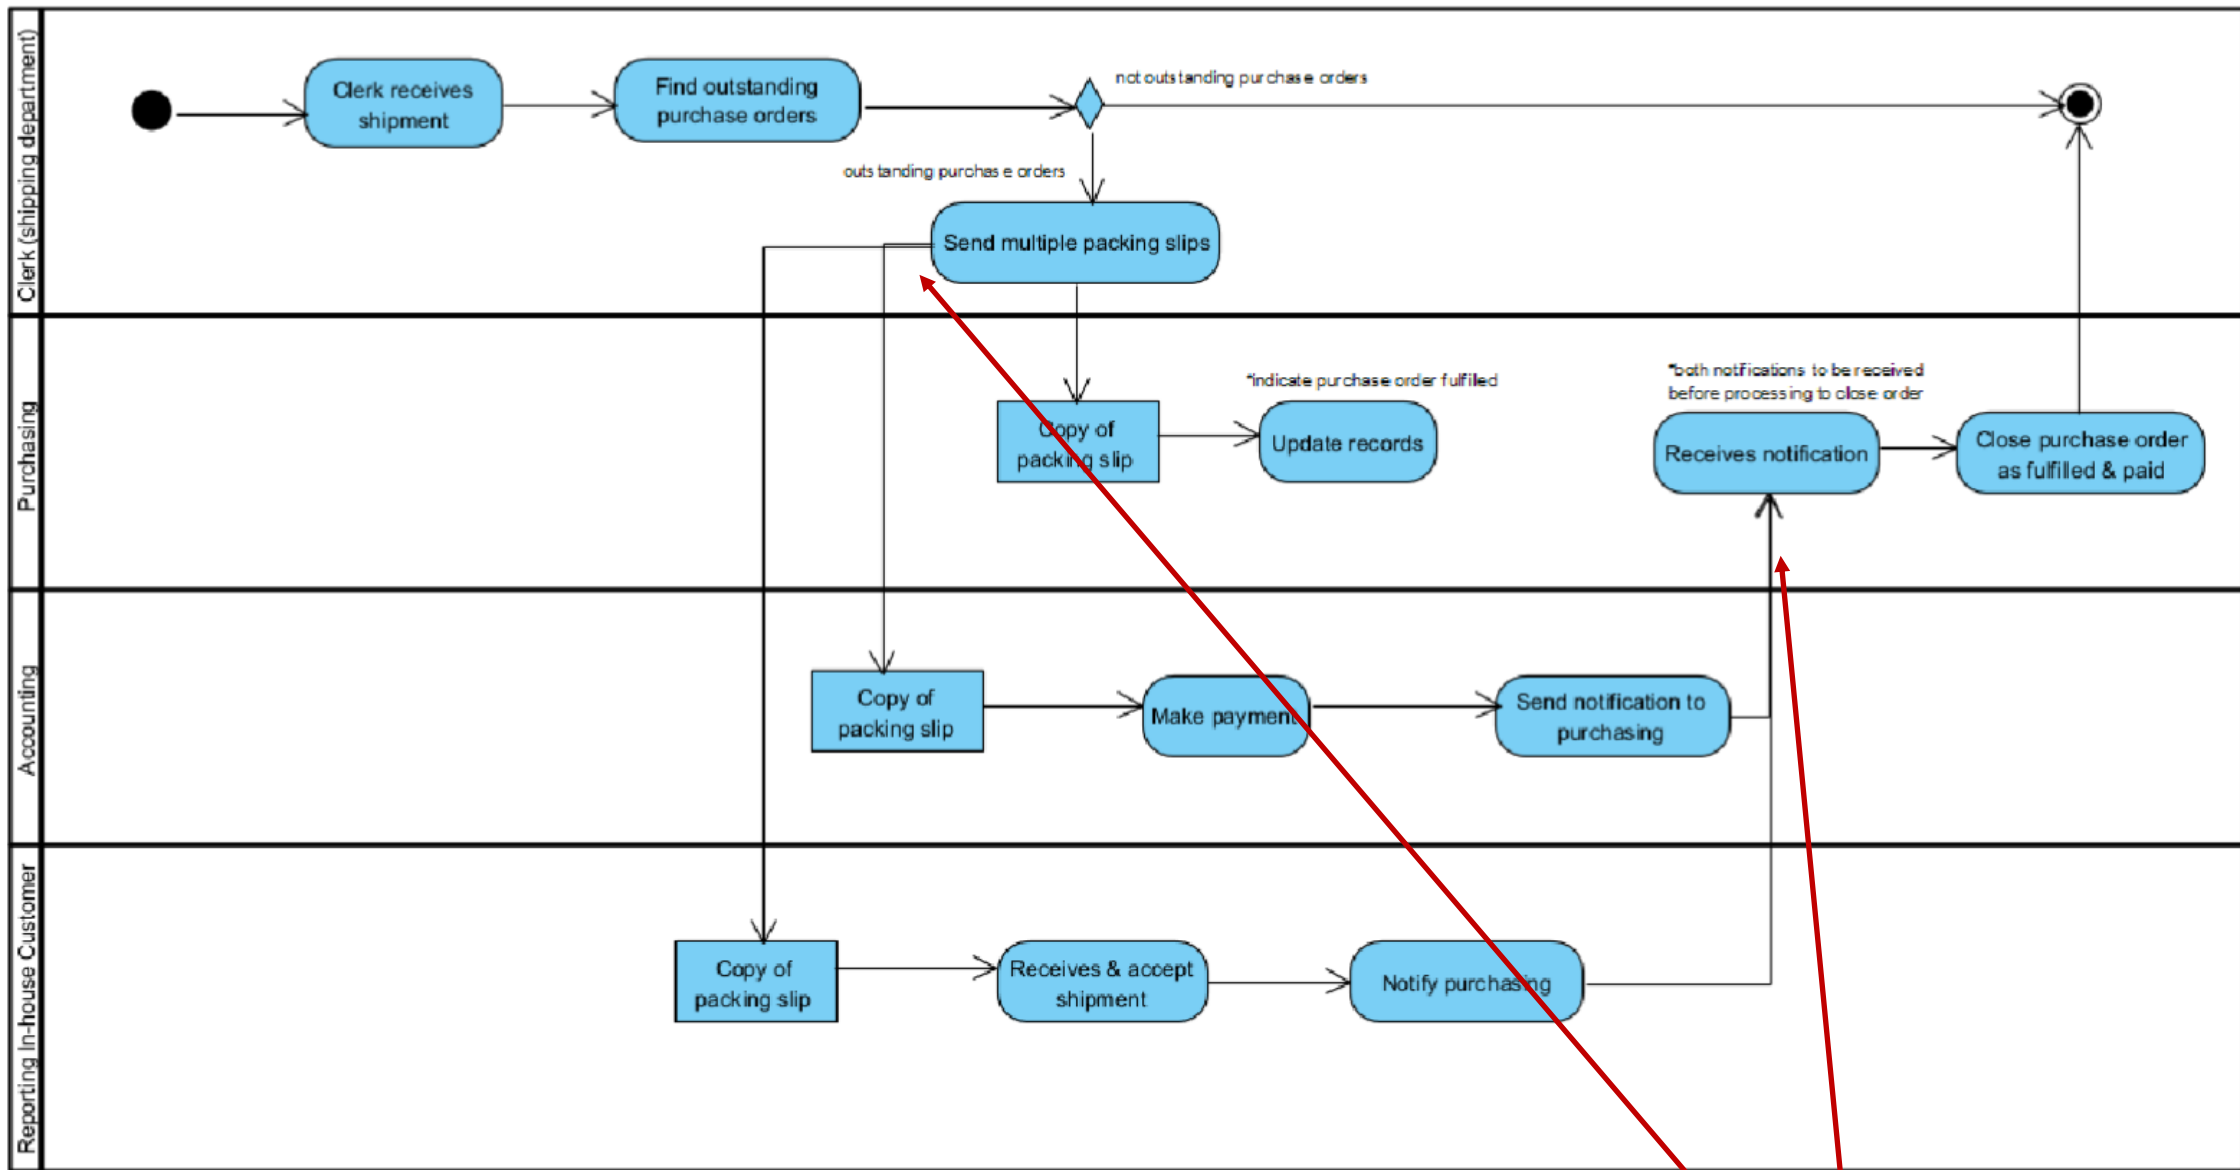 Clerk (shipping department)
Clerk receives
shipment
Find outstanding
purchase orders
not outstanding purchase orders
outstanding purchase orders
Send multiple packing slips
Purchasing
Copy of
packing slip
*indicate purchase order fulfilled
Update records
*both notifications to be received
before processing to close order
Receives notification
Close purchase order
as fulfilled & paid
Accounting
Copy of
packing slip
Make payment
Send notification to
purchasing
Reporting In-house Customer
Copy of
packing slip
Receives & accept
shipment
Notify purchasing